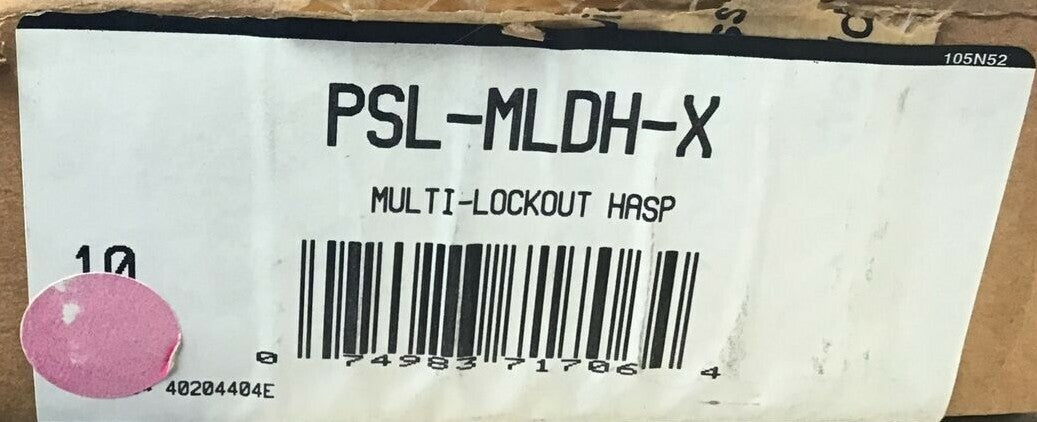 105N52
PSL-MLDH-X
MULTI-LOCKOUT HASP
10
0 74983 71706 4
40204404E